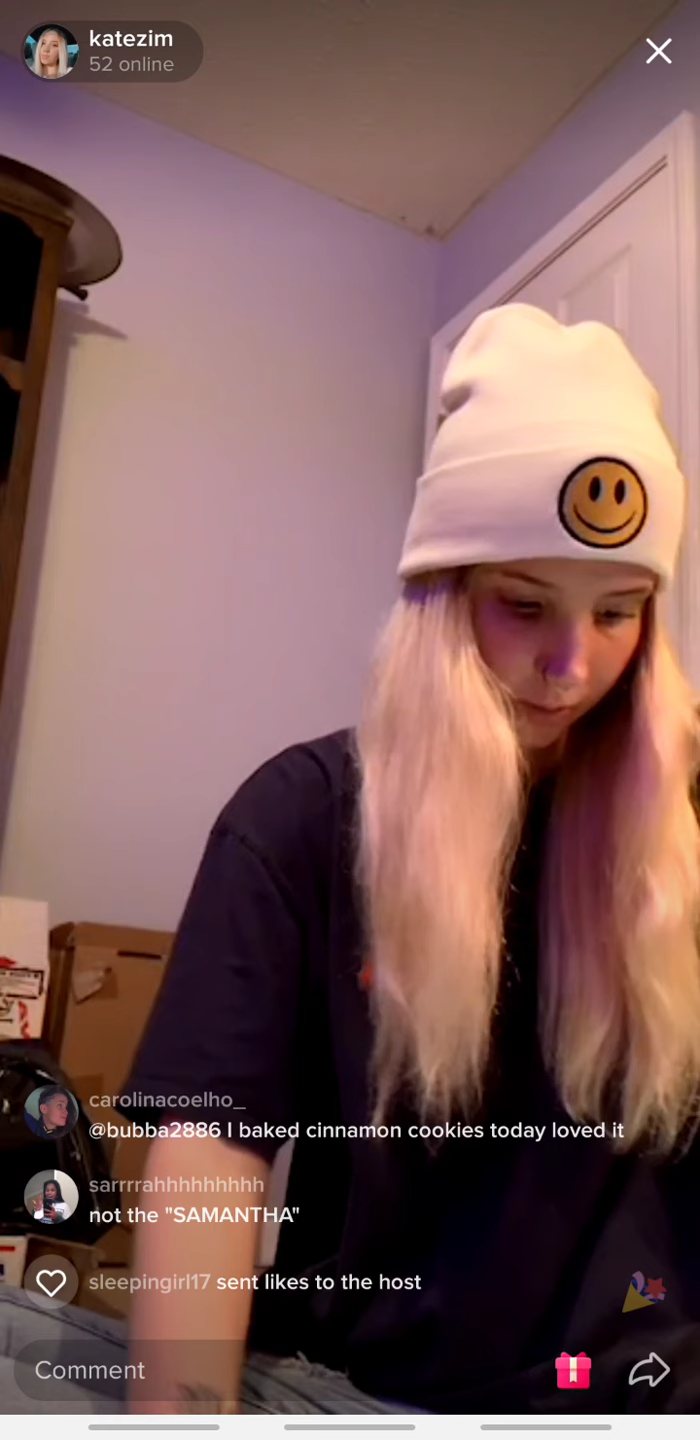 katezim
52 online
carolinacoelho_
@bubba2886 I baked cinnamon cookies today loved it
sarrrrahhhhhhhhh
not the "SAMANTHA"
sleepingirl17 sent likes to the host
Comment